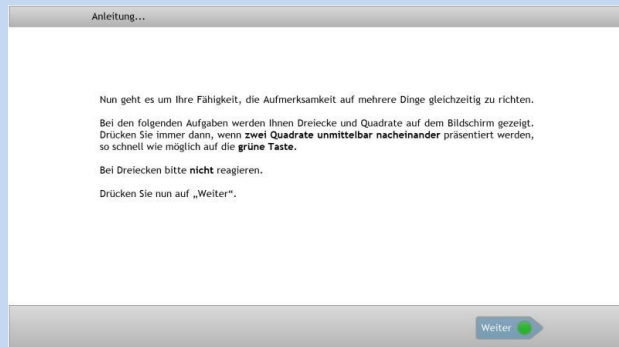 Anleitung...
Nun geht es um Ihre Fähigkeit, die Aufmerksamkeit auf mehrere Dinge gleichzeitig zu richten.
Bei den folgenden Aufgaben werden Ihnen Dreiecke und Quadrate auf dem Bildschirm gezeigt.
Drücken Sie immer dann, wenn zwei Quadrate unmittelbar nacheinander präsentiert werden,
so schnell wie möglich auf die grüne Taste.
Bei Dreiecken bitte nicht reagieren.
Drücken Sie nun auf „Weiter“.
Weiter